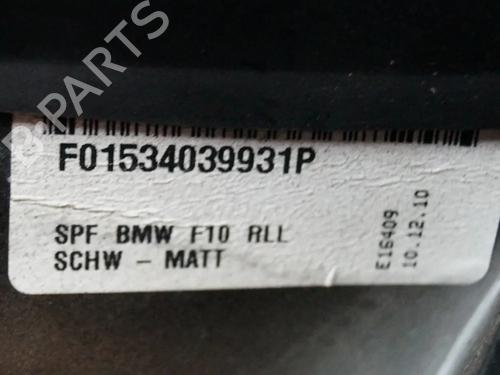 B-PARTS
F01534039931P
SPF BMW F10 RLL
SCHW - MATT
E16409
10.12.10